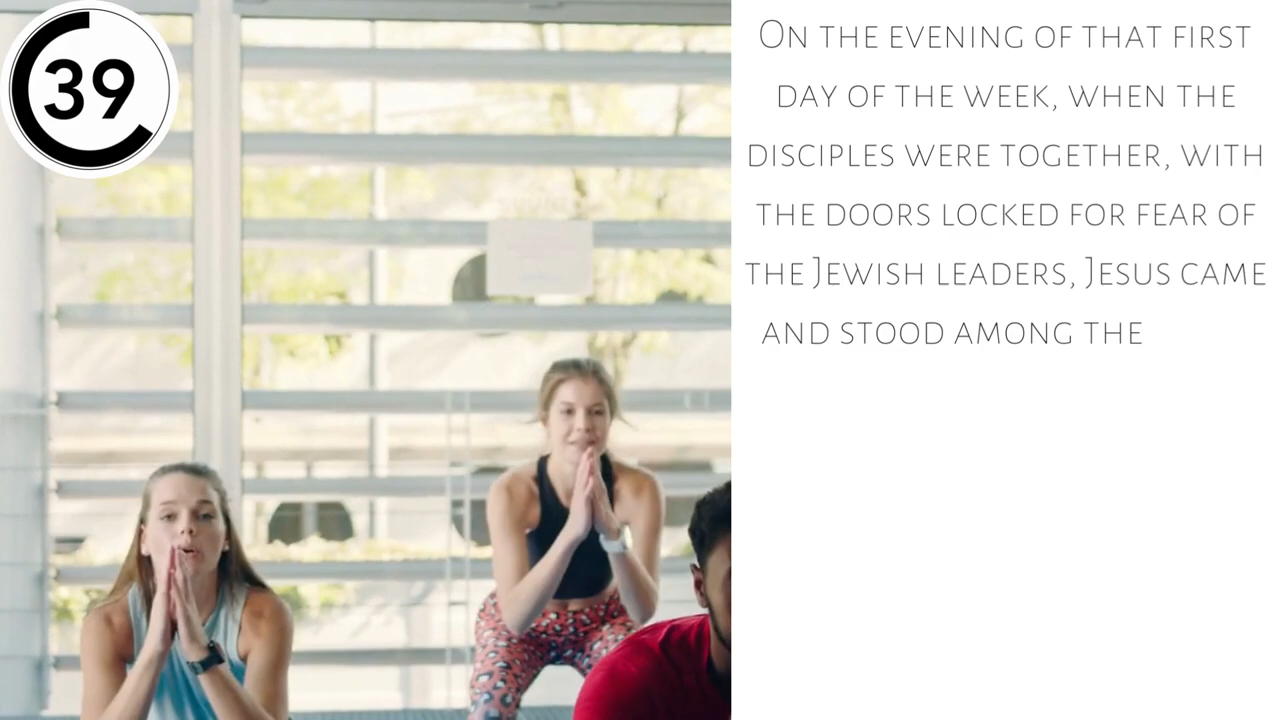 39
On the evening of that first
day of the week, when the
disciples were together, with
the doors locked for fear of
the Jewish leaders, Jesus came
and stood among the